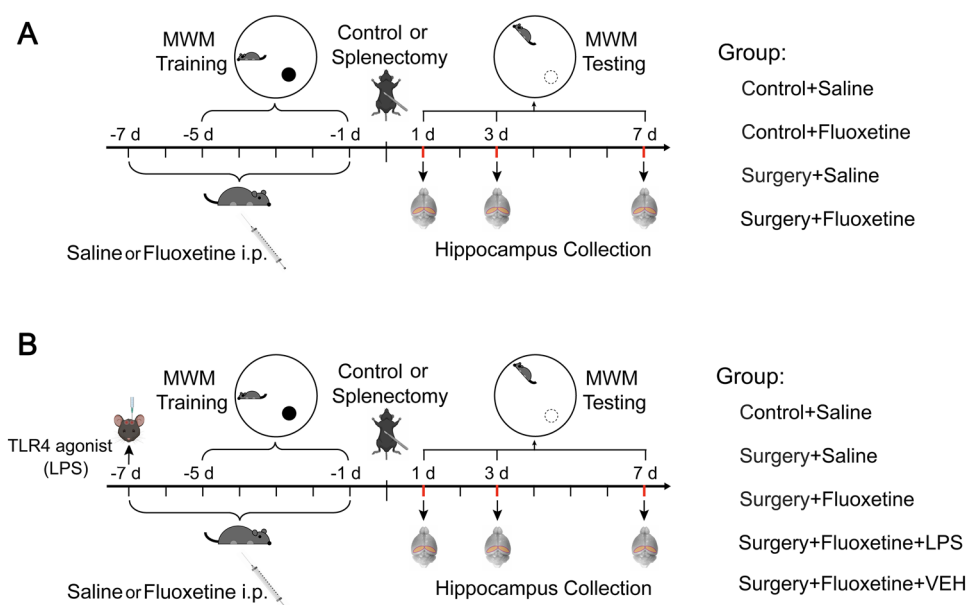 A
MWM Training
Control or Splenectomy
MWM Testing
-7 d -5 d -1 d 1 d 3 d 7 d
Saline or Fluoxetine i.p.
Hippocampus Collection
Group:
Control+Saline
Control+Fluoxetine
Surgery+Saline
Surgery+Fluoxetine
B
TLR4 agonist
(LPS)
MWM Training
Control or Splenectomy
MWM Testing
-7 d -5 d -1 d 1 d 3 d 7 d
Saline or Fluoxetine i.p.
Hippocampus Collection
Group:
Control+Saline
Surgery+Saline
Surgery+Fluoxetine
Surgery+Fluoxetine+LPS
Surgery+Fluoxetine+VEH